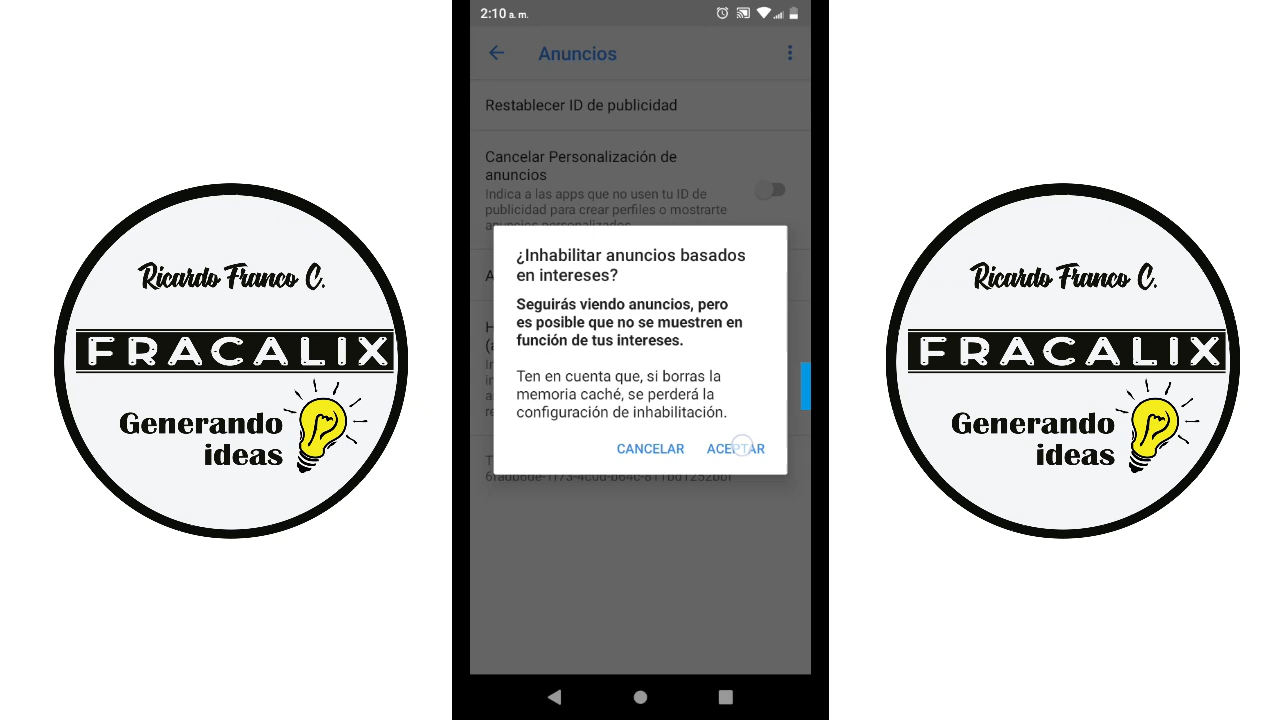 Ricardo Franco C.
FRACALIX
Generando
ideas
2:10 a. m.
Anuncios
Restablecer ID de publicidad
Cancelar Personalización de
anuncios
Indica a las apps que no usen tu ID de
publicidad para crear perfiles o mostrarte
anuncios personalizados.
¿Inhabilitar anuncios basados
en intereses?
Seguirás viendo anuncios, pero
es posible que no se muestren en
función de tus intereses.
Ten en cuenta que, si borras la
memoria caché, se perderá la
configuración de inhabilitación.
CANCELAR ACEPTAR
Ricardo Franco C.
FRACALIX
Generando
ideas